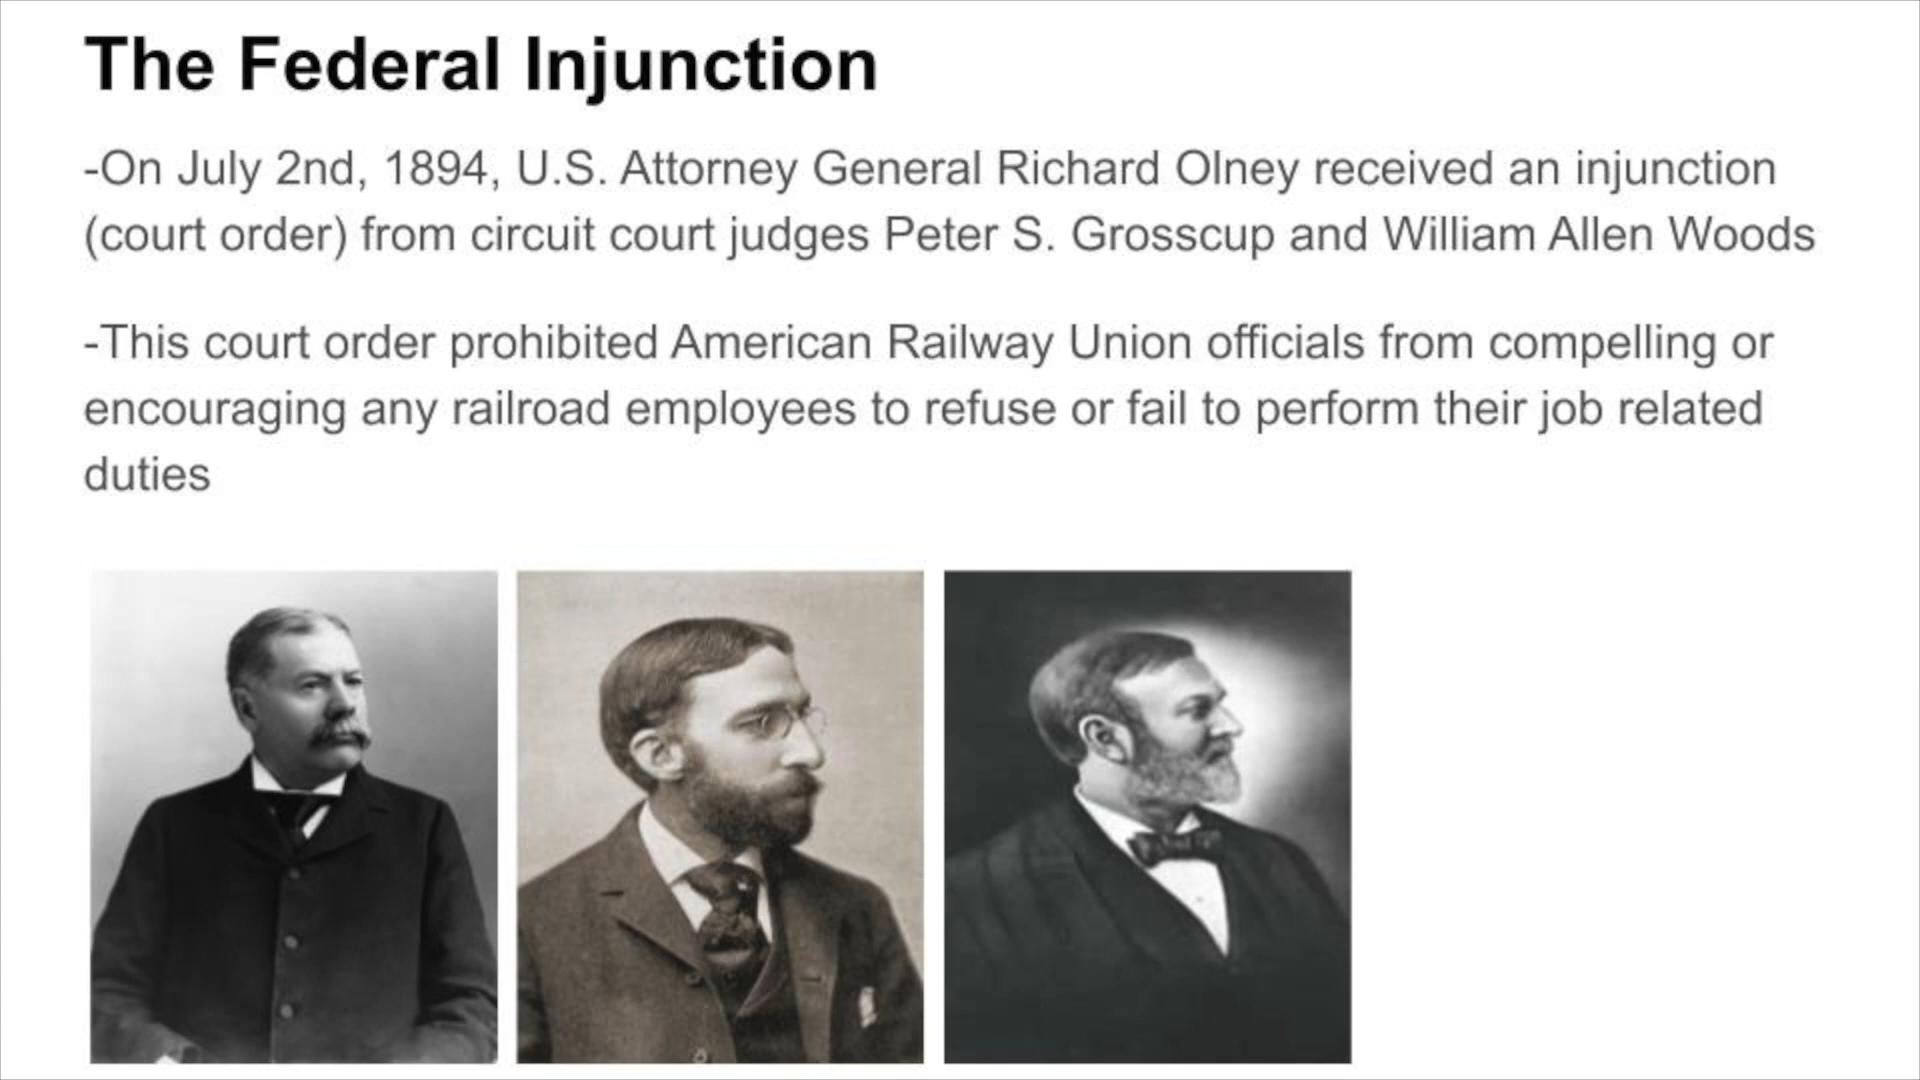 The Federal Injunction
-On July 2nd, 1894, U.S. Attorney General Richard Olney received an injunction
(court order) from circuit court judges Peter S. Grosscup and William Allen Woods
-This court order prohibited American Railway Union officials from compelling or
encouraging any railroad employees to refuse or fail to perform their job related
duties